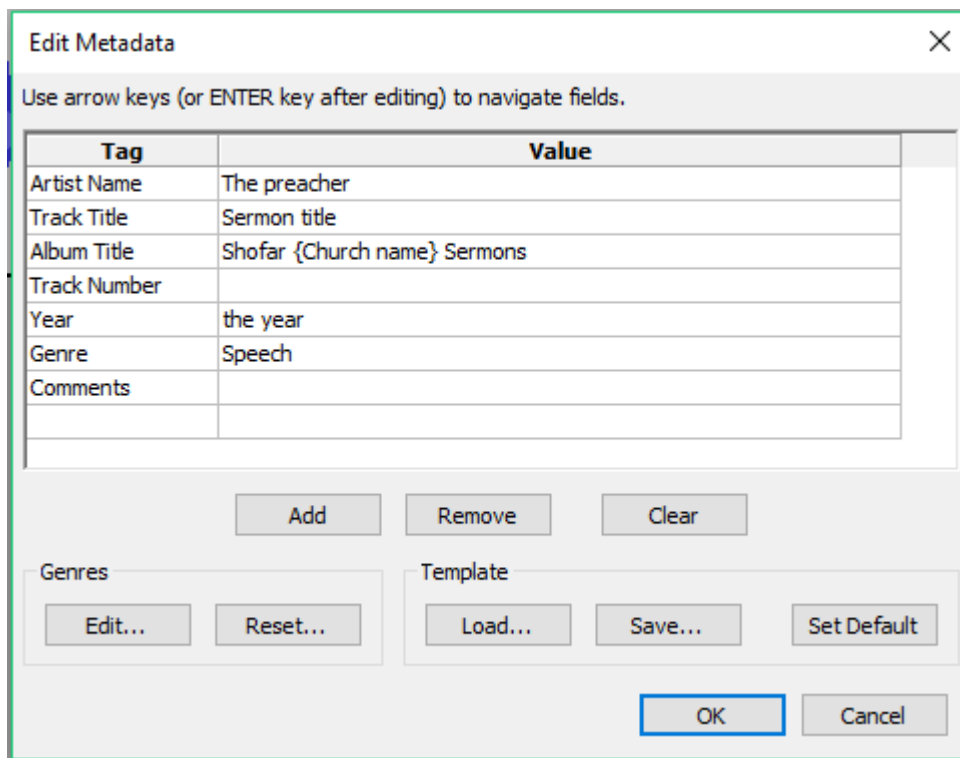 Edit Metadata
Use arrow keys (or ENTER key after editing) to navigate fields.
Tag Value
Artist Name The preacher
Track Title Sermon title
Album Title Shofar {Church name} Sermons
Track Number
Year the year
Genre Speech
Comments
Add Remove Clear
Genres Template
Edit... Reset... Load... Save... Set Default
OK Cancel